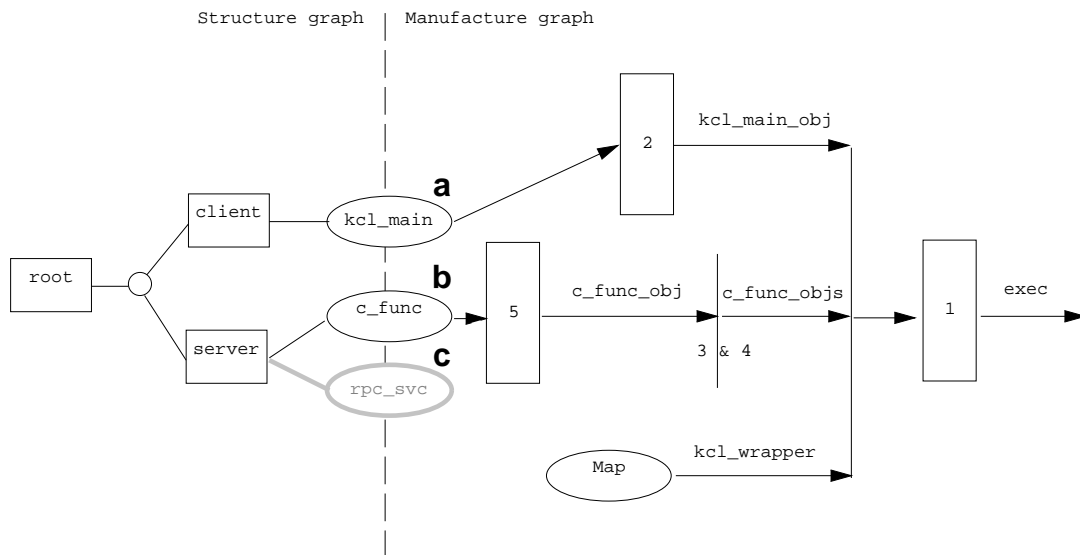 Structure graph
Manufacture graph
a
2
kcl_main_obj
client
kcl_main
root
b
c_func
5
c_func_obj
c_func_objs
1
exec
server
3 & 4
c
rpc_svc
Map
kcl_wrapper